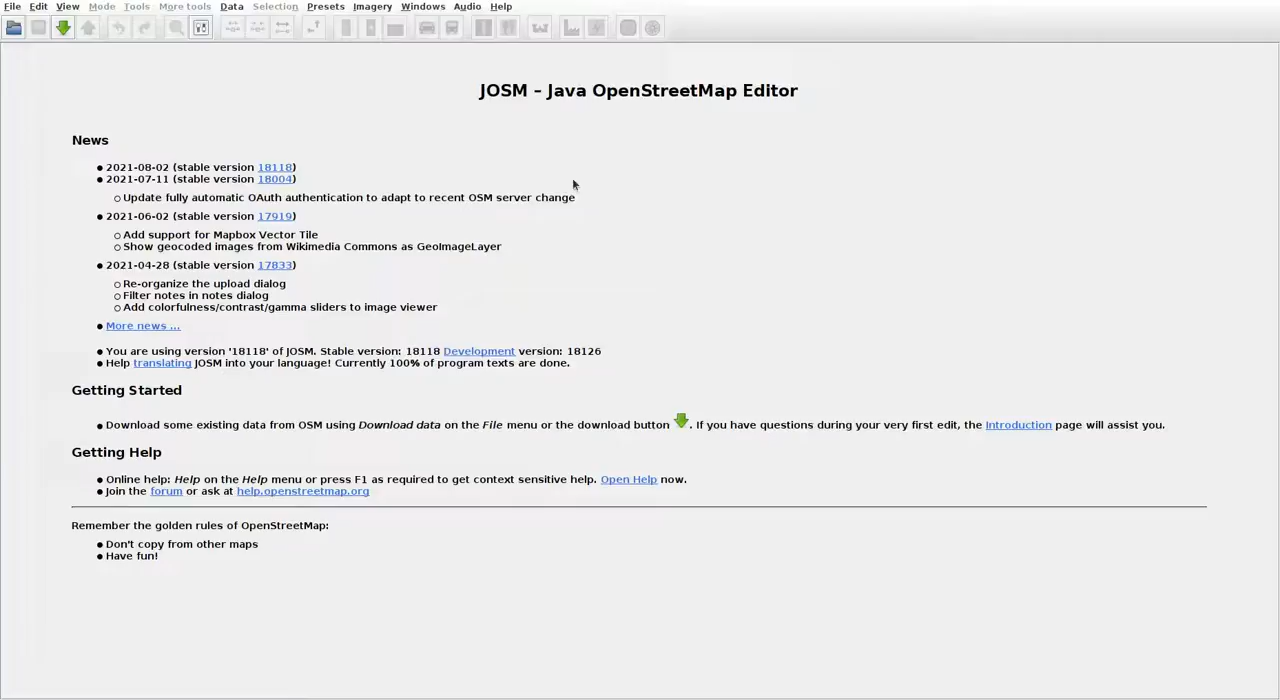 File Edit View Mode Tools More tools Data Selection Presets Imagery Windows Audio Help
JOSM – Java OpenStreetMap Editor
News
2021-08-02 (stable version 18118)
2021-07-11 (stable version 18004)
Update fully automatic OAuth authentication to adapt to recent OSM server change
2021-06-02 (stable version 17919)
Add support for Mapbox Vector Tile
Show geocoded images from Wikimedia Commons as GeoImageLayer
2021-04-28 (stable version 17833)
Re-organize the upload dialog
Filter notes in notes dialog
Add colorfulness/contrast/gamma sliders to image viewer
More news ...
You are using version '18118' of JOSM. Stable version: 18118 Development version: 18126
Help translating JOSM into your language! Currently 100% of program texts are done.
Getting Started
Download some existing data from OSM using Download data on the File menu or the download button . If you have questions during your very first edit, the Introduction page will assist you.
Getting Help
Online help: Help on the Help menu or press F1 as required to get context sensitive help. Open Help now.
Join the forum or ask at help.openstreetmap.org
Remember the golden rules of OpenStreetMap:
Don't copy from other maps
Have fun!